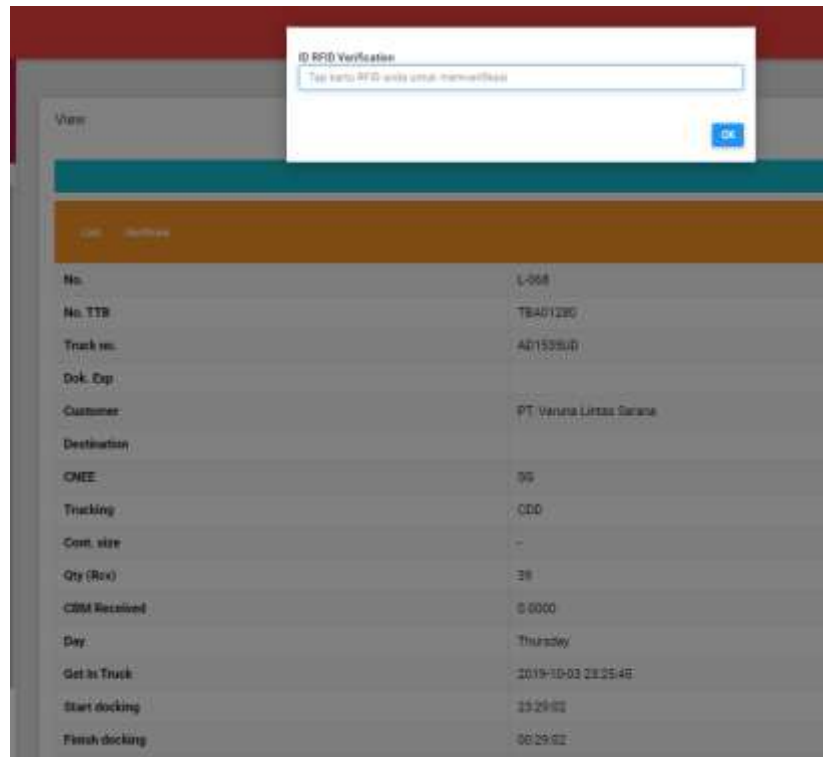 ID RFID Verification
Tap kartu RFID anda untuk memverifikasi
OK
View
No. L-068
No. TTB TBA01280
Truck no.
Dok. Exp
Customer PT. Varuna Lintas Sarana
Destination
CNEE SG
Trucking CDD
Cont. size -
Qty (Rcv) 39
CBM Received 0.0000
Day Thursday
Get In Truck 2019-10-03 23:25:46
Start docking 23:29:02
Finish docking 00:29:02